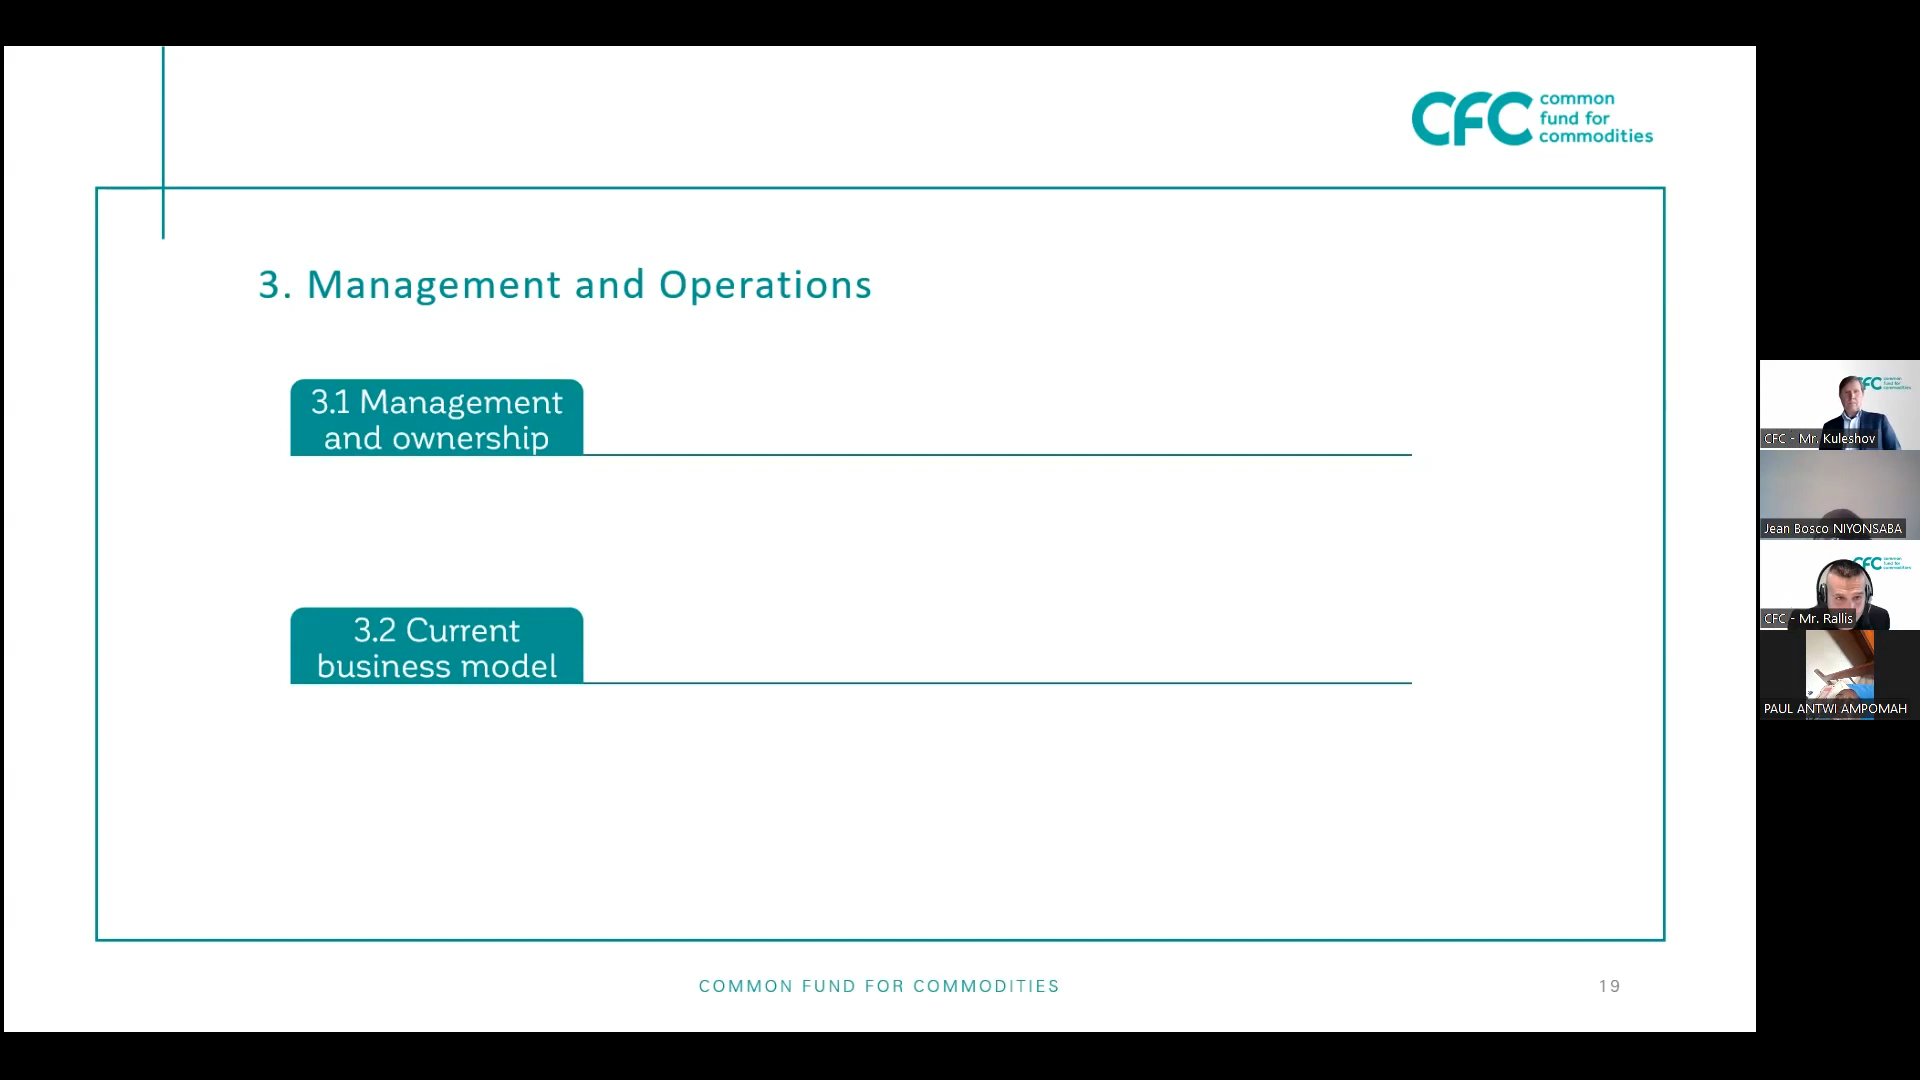 CFC common
fund for
commodities
3. Management and Operations
3.1 Management
and ownership
3.2 Current
business model
COMMON FUND FOR COMMODITIES
19
CFC - Mr. Kuleshov
Jean Bosco NIYONSABA
CFC - Mr. Rallis
PAUL ANTWI AMPOMAH